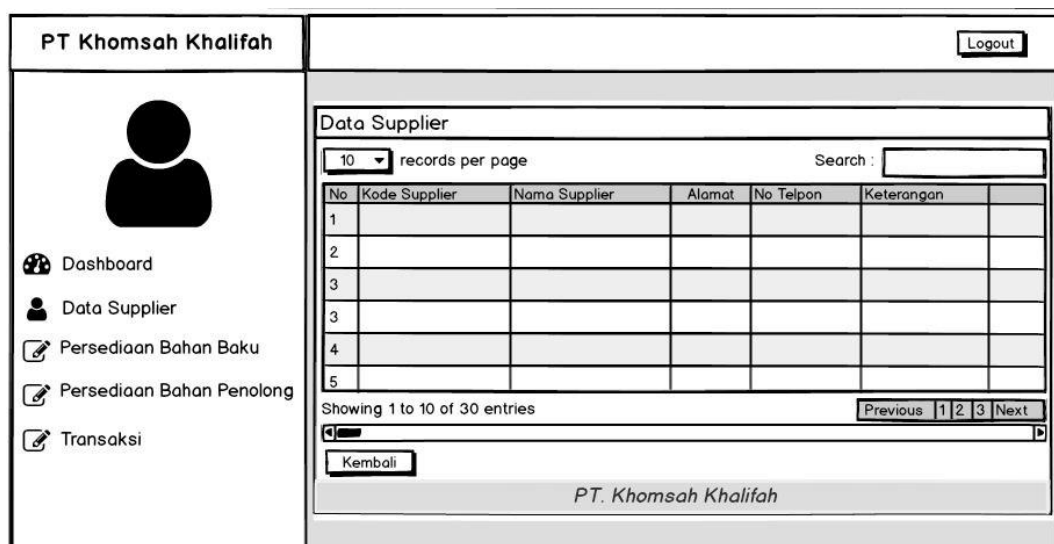 PT Khomsah Khalifah
Logout
Dashboard
Data Supplier
Persediaan Bahan Baku
Persediaan Bahan Penolong
Transaksi
Data Supplier
10 records per page Search :
No Kode Supplier Nama Supplier Alamat No Telpon Keterangan
1
2
3
3
4
5
Showing 1 to 10 of 30 entries Previous 1 2 3 Next
Kembali
PT. Khomsah Khalifah